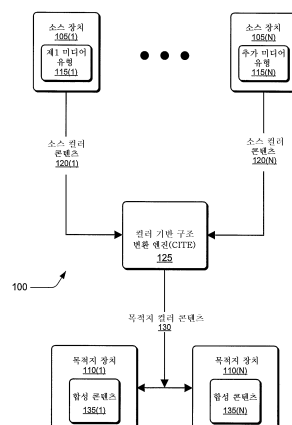 소스 장치
105(1)
제1 미디어
유형
115(1)
소스 장치
105(N)
추가 미디어
유형
115(N)
소스 컬러
콘텐츠
120(1)
소스 컬러
콘텐츠
120(N)
컬러 기반 구조
변환 엔진(CITE)
125
100
목적지 컬러 콘텐츠
130
목적지 장치
110(1)
합성 콘텐츠
135(1)
목적지 장치
110(N)
합성 콘텐츠
135(N)